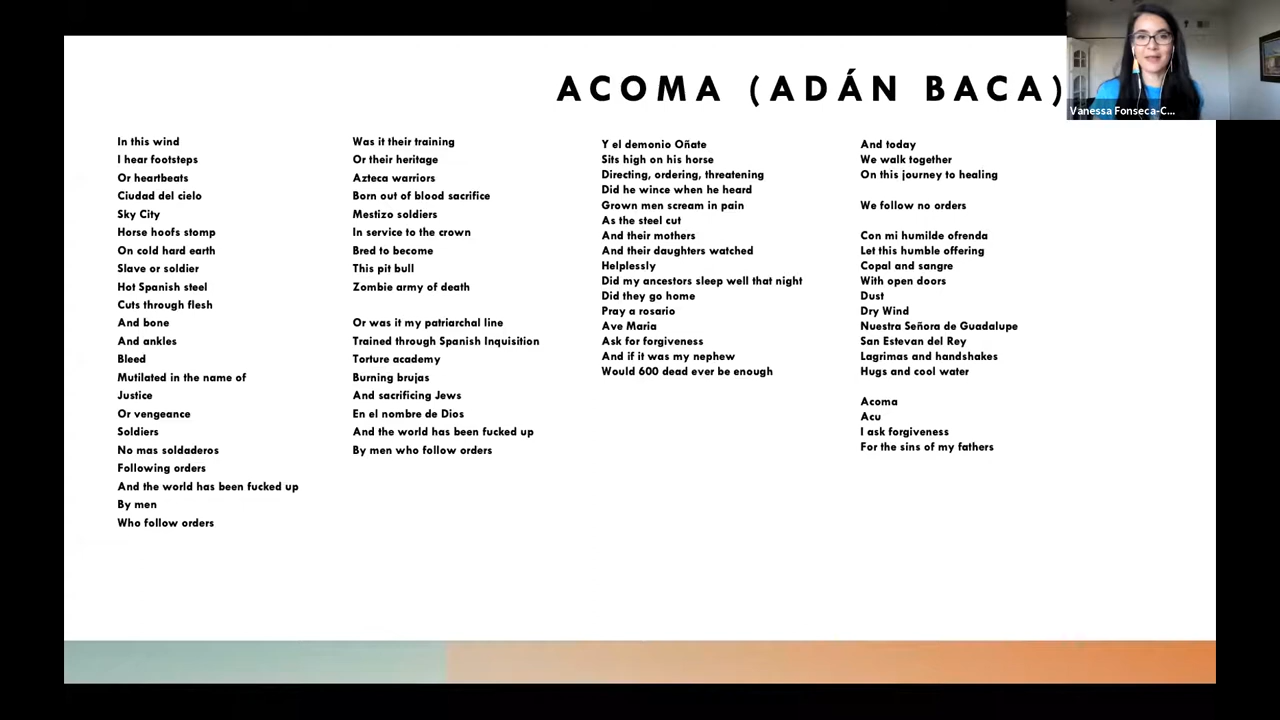 ACOMA (ADÁN BACA)
Vanessa Fonseca-C...
In this wind
I hear footsteps
Or heartbeats
Ciudad del cielo
Sky City
Horse hoofs stomp
On cold hard earth
Slave or soldier
Hot Spanish steel
Cuts through flesh
And bone
And ankles
Bleed
Mutilated in the name of
Justice
Or vengeance
Soldiers
No mas soldaderos
Following orders
And the world has been fucked up
By men
Who follow orders
Was it their training
Or their heritage
Azteca warriors
Born out of blood sacrifice
Mestizo soldiers
In service to the crown
Bred to become
This pit bull
Zombie army of death
Or was it my patriarchal line
Trained through Spanish Inquisition
Torture academy
Burning brujas
And sacrificing Jews
En el nombre de Dios
And the world has been fucked up
By men who follow orders
Y el demonio Oñate
Sits high on his horse
Directing, ordering, threatening
Did he wince when he heard
Grown men scream in pain
As the steel cut
And their mothers
And their daughters watched
Helplessly
Did my ancestors sleep well that night
Did they go home
Pray a rosario
Ave Maria
Ask for forgiveness
And if it was my nephew
Would 600 dead ever be enough
And today
We walk together
On this journey to healing
We follow no orders
Con mi humilde ofrenda
Let this humble offering
Copal and sangre
With open doors
Dust
Dry Wind
Nuestra Señora de Guadalupe
San Estevan del Rey
Lagrimas and handshakes
Hugs and cool water
Acoma
Acu
I ask forgiveness
For the sins of my fathers